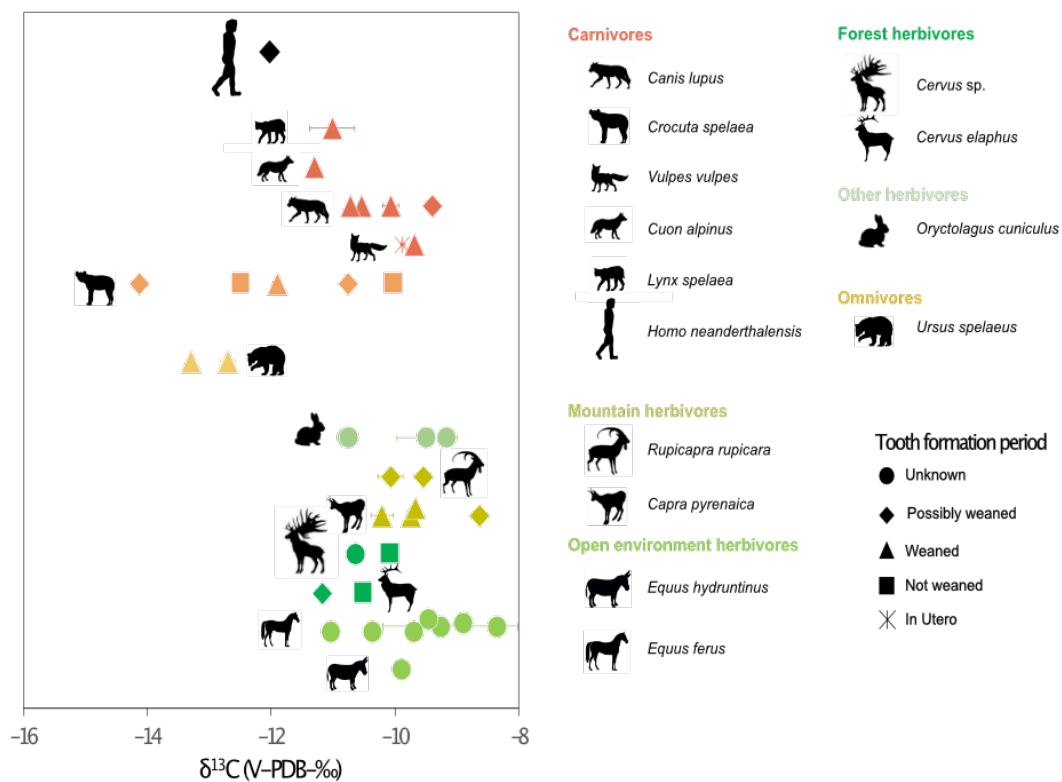 −16
−14
−12
−10
−8
δ¹³C (V–PDB–‰)
Carnivores
Canis lupus
Crocuta spelaea
Vulpes vulpes
Cuon alpinus
Lynx spelaea
Homo neanderthalensis
Mountain herbivores
Rupicapra rupicara
Capra pyrenaica
Open environment herbivores
Equus hydruntinus
Equus ferus
Forest herbivores
Cervus sp.
Cervus elaphus
Other herbivores
Oryctolagus cuniculus
Omnivores
Ursus spelaeus
Tooth formation period
Unknown
Possibly weaned
Weaned
Not weaned
In Utero